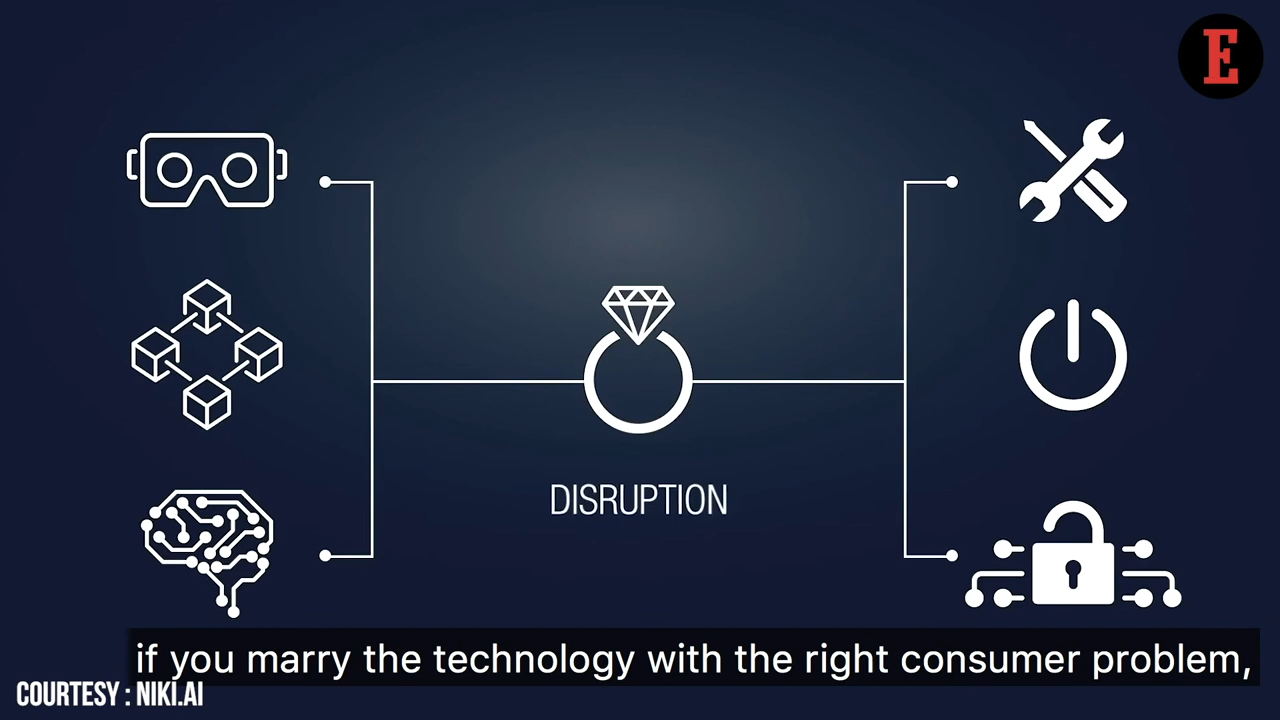 E
DISRUPTION
if you marry the technology with the right consumer problem,
COURTESY : NIKI.AI